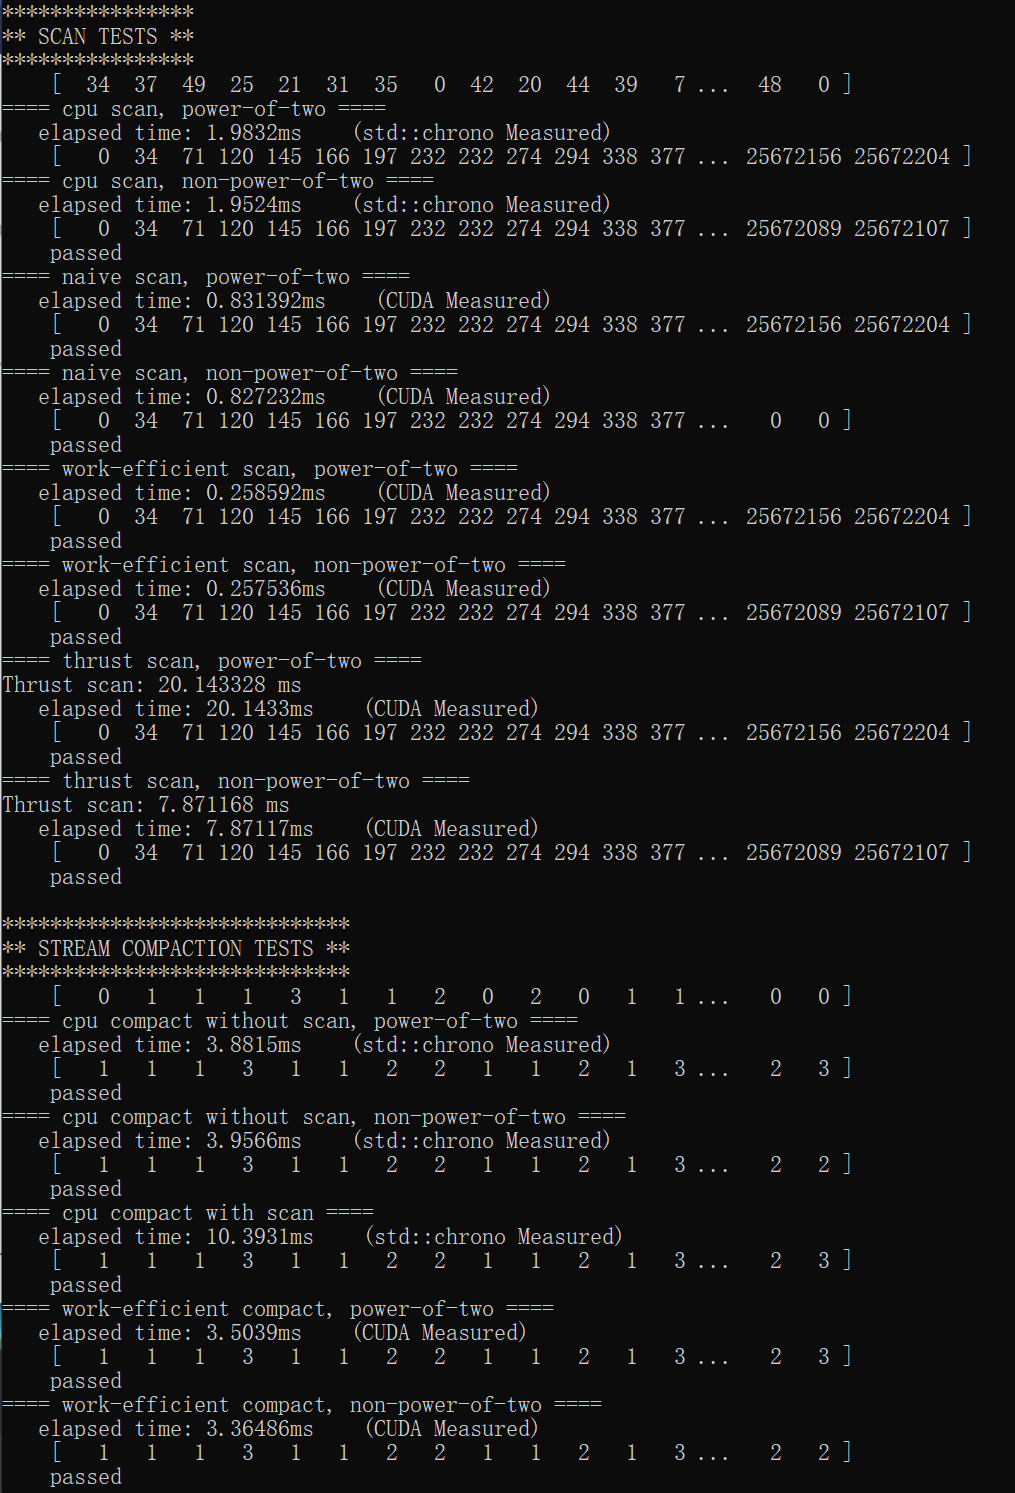 ****************
** SCAN TESTS **
****************
    [  34  37  49  25  21  31  35   0  42  20  44  39   7 ...  48   0 ]
==== cpu scan, power-of-two ====
   elapsed time: 1.9832ms    (std::chrono Measured)
    [   0  34  71 120 145 166 197 232 232 274 294 338 377 ... 25672156 25672204 ]
==== cpu scan, non-power-of-two ====
   elapsed time: 1.9524ms    (std::chrono Measured)
    [   0  34  71 120 145 166 197 232 232 274 294 338 377 ... 25672089 25672107 ]
    passed
==== naive scan, power-of-two ====
   elapsed time: 0.831392ms    (CUDA Measured)
    [   0  34  71 120 145 166 197 232 232 274 294 338 377 ... 25672156 25672204 ]
    passed
==== naive scan, non-power-of-two ====
   elapsed time: 0.827232ms    (CUDA Measured)
    [   0  34  71 120 145 166 197 232 232 274 294 338 377 ...   0   0 ]
    passed
==== work-efficient scan, power-of-two ====
   elapsed time: 0.258592ms    (CUDA Measured)
    [   0  34  71 120 145 166 197 232 232 274 294 338 377 ... 25672156 25672204 ]
    passed
==== work-efficient scan, non-power-of-two ====
   elapsed time: 0.257536ms    (CUDA Measured)
    [   0  34  71 120 145 166 197 232 232 274 294 338 377 ... 25672089 25672107 ]
    passed
==== thrust scan, power-of-two ====
Thrust scan: 20.143328 ms
   elapsed time: 20.1433ms    (CUDA Measured)
    [   0  34  71 120 145 166 197 232 232 274 294 338 377 ... 25672156 25672204 ]
    passed
==== thrust scan, non-power-of-two ====
Thrust scan: 7.871168 ms
   elapsed time: 7.87117ms    (CUDA Measured)
    [   0  34  71 120 145 166 197 232 232 274 294 338 377 ... 25672089 25672107 ]
    passed

*****************************
** STREAM COMPACTION TESTS **
*****************************
    [   0   1   1   1   3   1   1   2   0   2   0   1   1 ...   0   0 ]
==== cpu compact without scan, power-of-two ====
   elapsed time: 3.8815ms    (std::chrono Measured)
    [   1   1   1   3   1   1   2   2   1   1   2   1   3 ...   2   3 ]
    passed
==== cpu compact without scan, non-power-of-two ====
   elapsed time: 3.9566ms    (std::chrono Measured)
    [   1   1   1   3   1   1   2   2   1   1   2   1   3 ...   2   2 ]
    passed
==== cpu compact with scan ====
   elapsed time: 10.3931ms    (std::chrono Measured)
    [   1   1   1   3   1   1   2   2   1   1   2   1   3 ...   2   3 ]
    passed
==== work-efficient compact, power-of-two ====
   elapsed time: 3.5039ms    (CUDA Measured)
    [   1   1   1   3   1   1   2   2   1   1   2   1   3 ...   2   3 ]
    passed
==== work-efficient compact, non-power-of-two ====
   elapsed time: 3.36486ms    (CUDA Measured)
    [   1   1   1   3   1   1   2   2   1   1   2   1   3 ...   2   2 ]
    passed